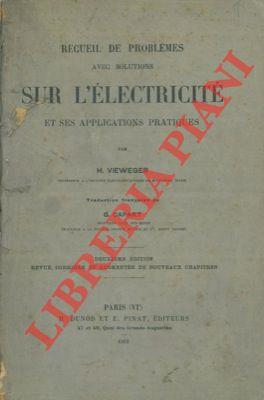 RECUEIL DE PROBLÈMES
AVEC SOLUTIONS
SUR L'ÉLECTRICITÉ
ET SES APPLICATIONS PRATIQUES
PAR
H. VIEWEGER
Traduction française de
G. CAPART
DEUXIÈME ÉDITION
REVUE, CORRIGÉE ET AUGMENTÉE DE NOUVEAUX CHAPITRES
PARIS (VIᵉ)
H. DUNOD ET E. PINAT, ÉDITEURS
47 et 49, Quai des Grands-Augustins
LIBRERIA PIANI